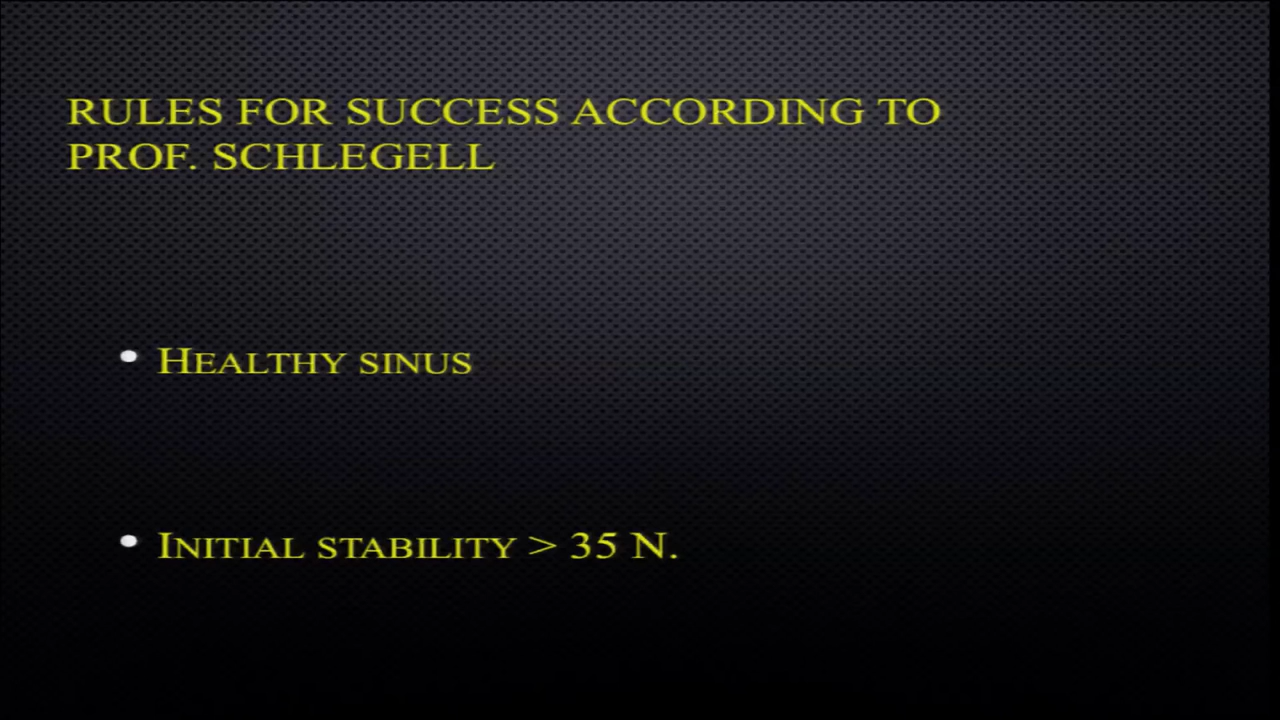 RULES FOR SUCCESS ACCORDING TO
PROF. SCHLEGELL
• HEALTHY SINUS
• INITIAL STABILITY > 35 N.